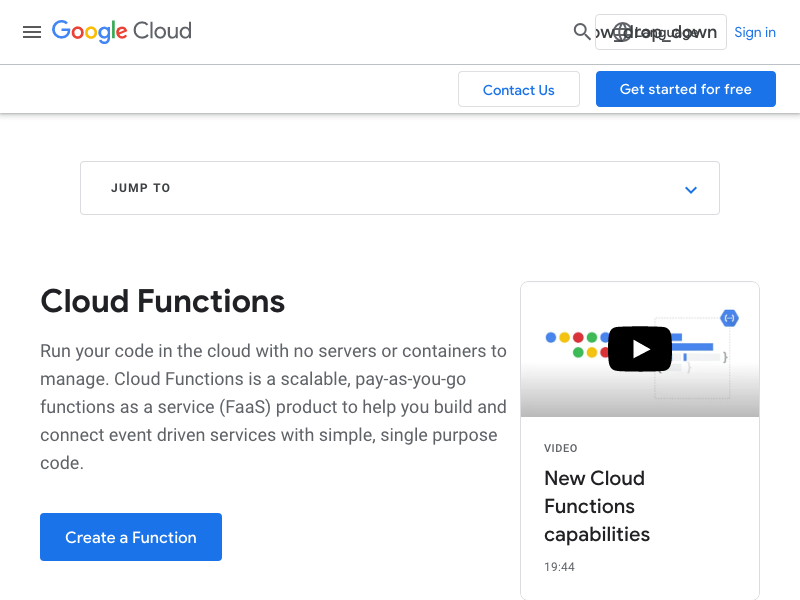 Google Cloud
Language
Sign in
Contact Us
Get started for free
JUMP TO
Cloud Functions
Run your code in the cloud with no servers or containers to
manage. Cloud Functions is a scalable, pay-as-you-go
functions as a service (FaaS) product to help you build and
connect event driven services with simple, single purpose
code.
Create a Function
VIDEO
New Cloud
Functions
capabilities
19:44